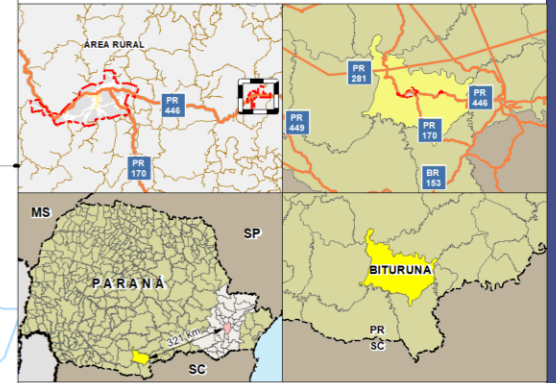 ÁREA RURAL
PR
446
PR
170
PR
281
PR
446
PR
449
PR
170
BR
153
MS
SP
PARANÁ
321 km
SC
BITURUNA
PR
SC